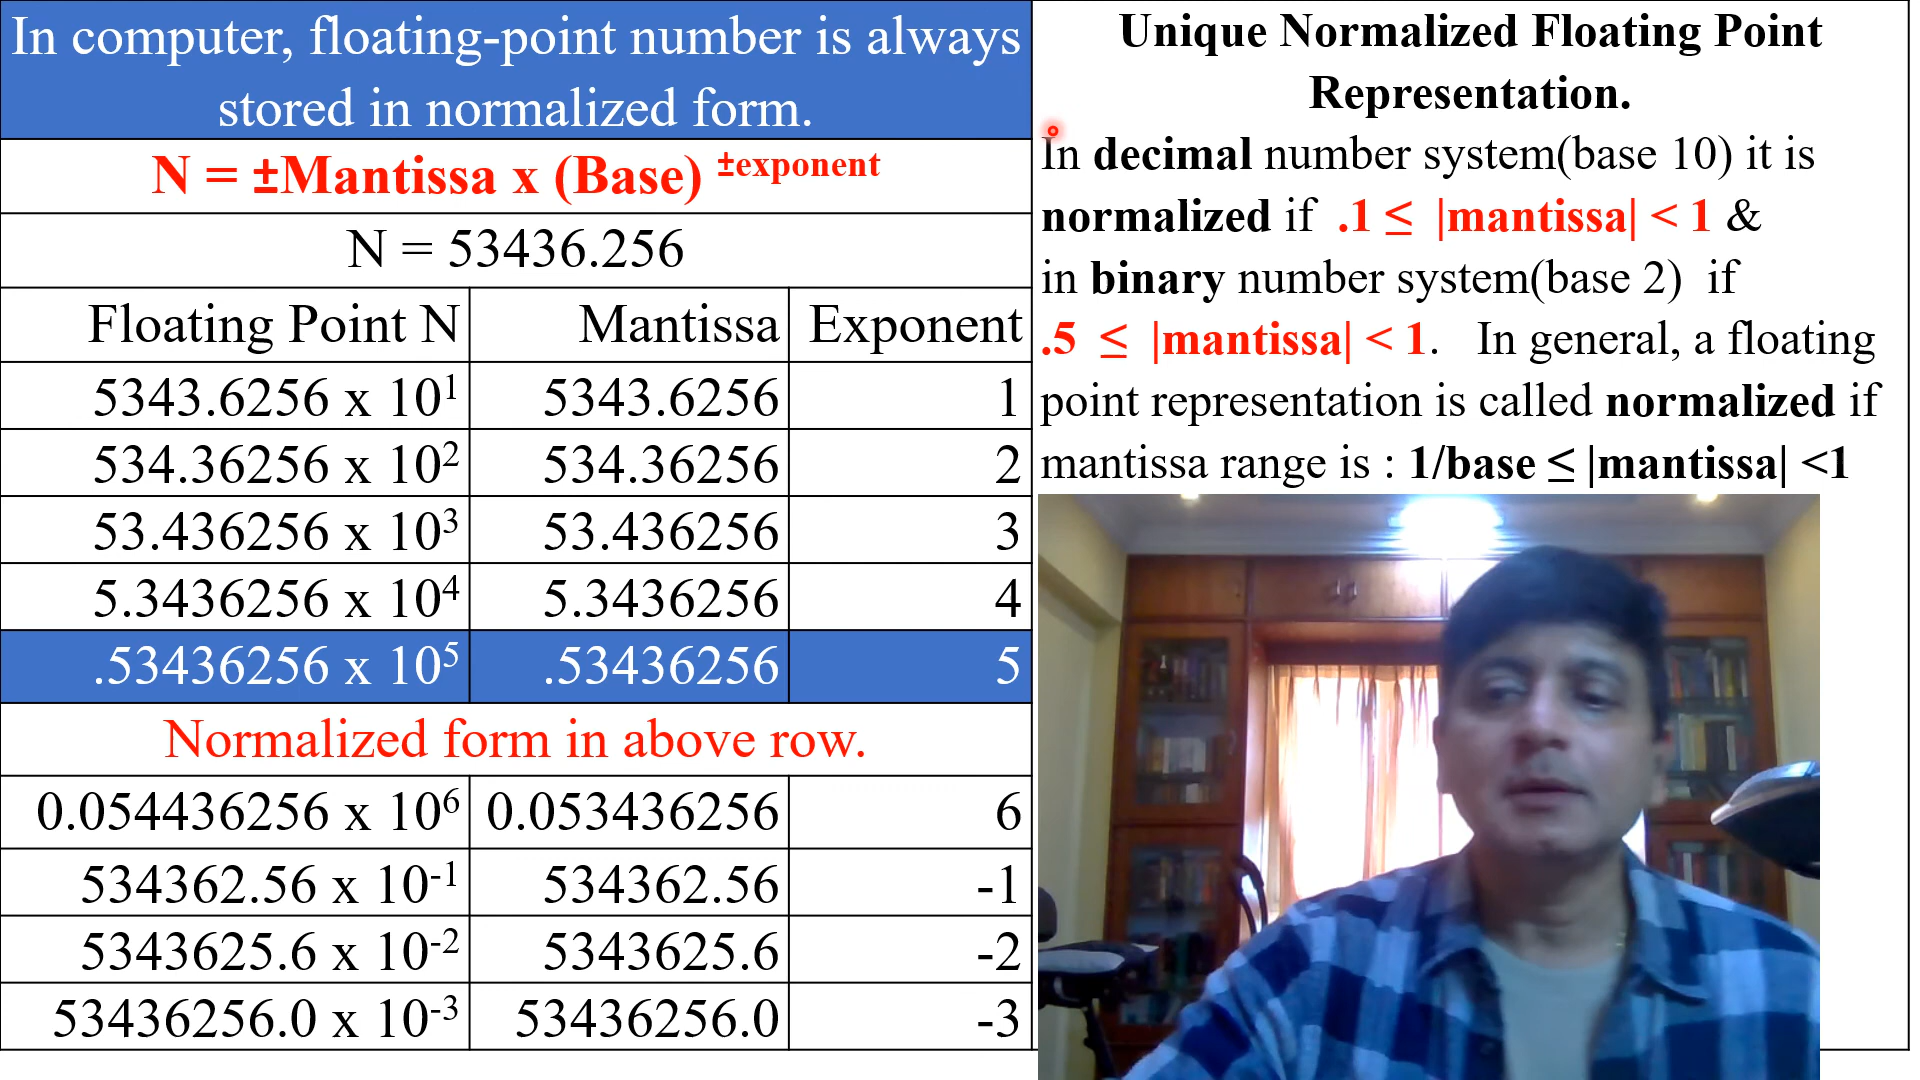 In computer, floating-point number is always
stored in normalized form.
N = ±Mantissa x (Base) ±exponent
N = 53436.256
Floating Point N Mantissa Exponent
5343.6256 x 10¹ 5343.6256 1
534.36256 x 10² 534.36256 2
53.436256 x 10³ 53.436256 3
5.3436256 x 10⁴ 5.3436256 4
.53436256 x 10⁵ .53436256 5
Normalized form in above row.
0.054436256 x 10⁶ 0.053436256 6
534362.56 x 10⁻¹ 534362.56 -1
5343625.6 x 10⁻² 5343625.6 -2
53436256.0 x 10⁻³ 53436256.0 -3
Unique Normalized Floating Point
Representation.
In decimal number system(base 10) it is
normalized if .1 ≤ |mantissa| < 1 &
in binary number system(base 2) if
.5 ≤ |mantissa| < 1. In general, a floating
point representation is called normalized if
mantissa range is : 1/base ≤ |mantissa| <1